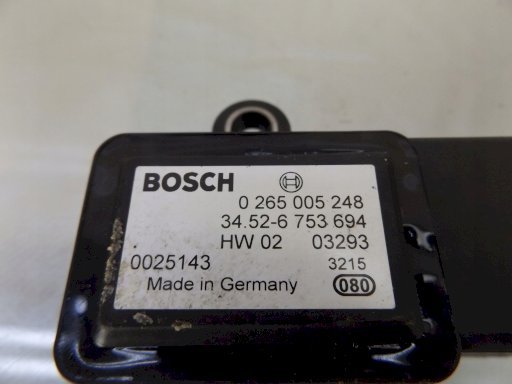 BOSCH
0 265 005 248
34.52-6 753 694
HW 02 03293
0025143 3215
Made in Germany 080